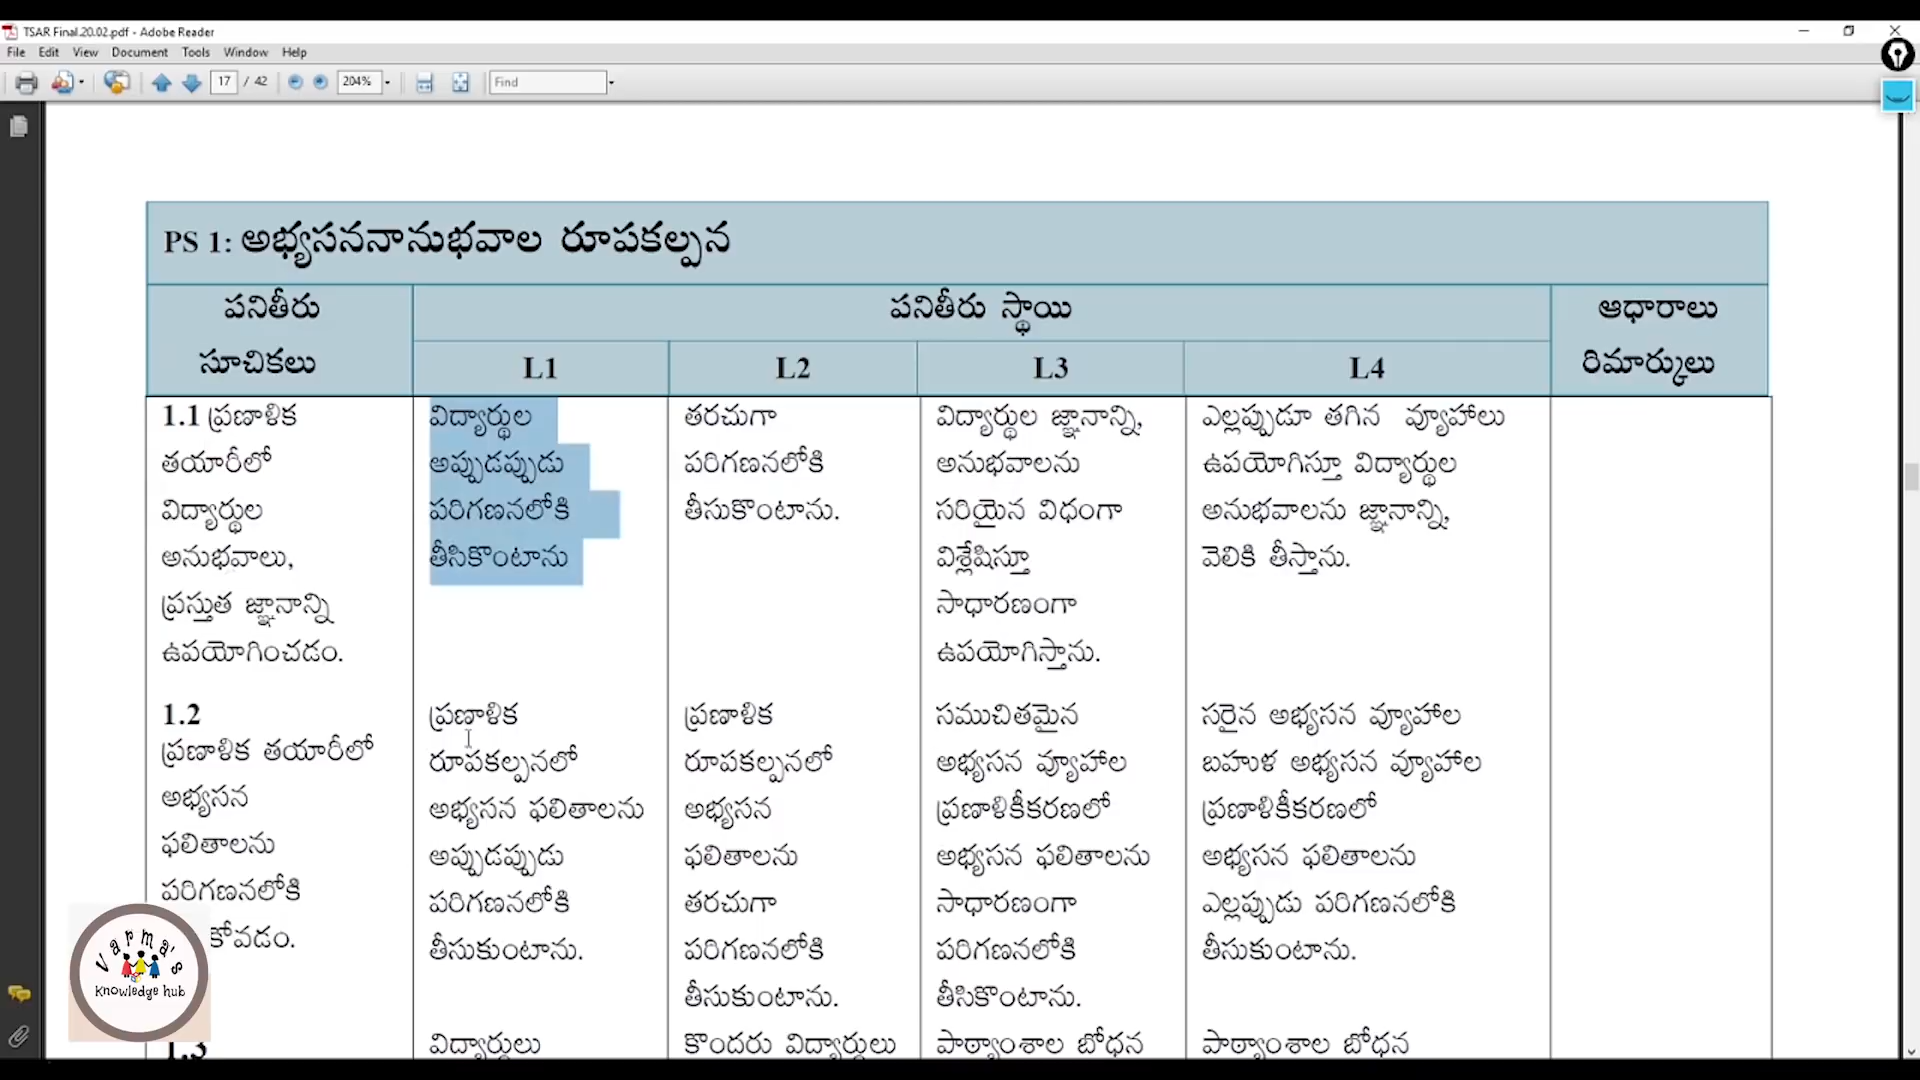 TSAR Final.20.02.pdf - Adobe Reader
File Edit View Document Tools Window Help
17 / 42 204% Find
PS 1: అభ్యసననానుభవాల రూపకల్పన
పనితీరు
సూచికలు
పనితీరు స్థాయి
L1 L2 L3 L4
ఆధారాలు
రిమార్కులు
1.1 ప్రణాళిక
తయారీలో
విద్యార్థుల
అనుభవాలు,
ప్రస్తుత జ్ఞానాన్ని
ఉపయోగించడం.
విద్యార్థుల
అప్పుడప్పుడు
పరిగణనలోకి
తీసికొంటాను
తరచుగా
పరిగణనలోకి
తీసుకొంటాను.
విద్యార్థుల జ్ఞానాన్ని,
అనుభవాలను
సరియైన విధంగా
విశ్లేషిస్తూ
సాధారణంగా
ఉపయోగిస్తాను.
ఎల్లప్పుడూ తగిన వ్యూహాలు
ఉపయోగిస్తూ విద్యార్థుల
అనుభవాలను జ్ఞానాన్ని,
వెలికి తీస్తాను.
1.2
ప్రణాళిక తయారీలో
అభ్యసన
ఫలితాలను
పరిగణనలోకి
కోవడం.
ప్రణాళిక
రూపకల్పనలో
అభ్యసన ఫలితాలను
అప్పుడప్పుడు
పరిగణనలోకి
తీసుకుంటాను.
ప్రణాళిక
రూపకల్పనలో
అభ్యసన
ఫలితాలను
తరచుగా
పరిగణనలోకి
తీసుకుంటాను.
సముచితమైన
అభ్యసన వ్యూహాల
ప్రణాళికీకరణలో
అభ్యసన ఫలితాలను
సాధారణంగా
పరిగణనలోకి
తీసికొంటాను.
సరైన అభ్యసన వ్యూహాల
బహుళ అభ్యసన వ్యూహాల
ప్రణాళికీకరణలో
అభ్యసన ఫలితాలను
ఎల్లప్పుడు పరిగణనలోకి
తీసుకుంటాను.
1.3
విద్యార్థులు
కొందరు విద్యార్థులు
పాఠ్యాంశాల బోధన
పాఠ్యాంశాల బోధన
Varma's
Knowledge hub